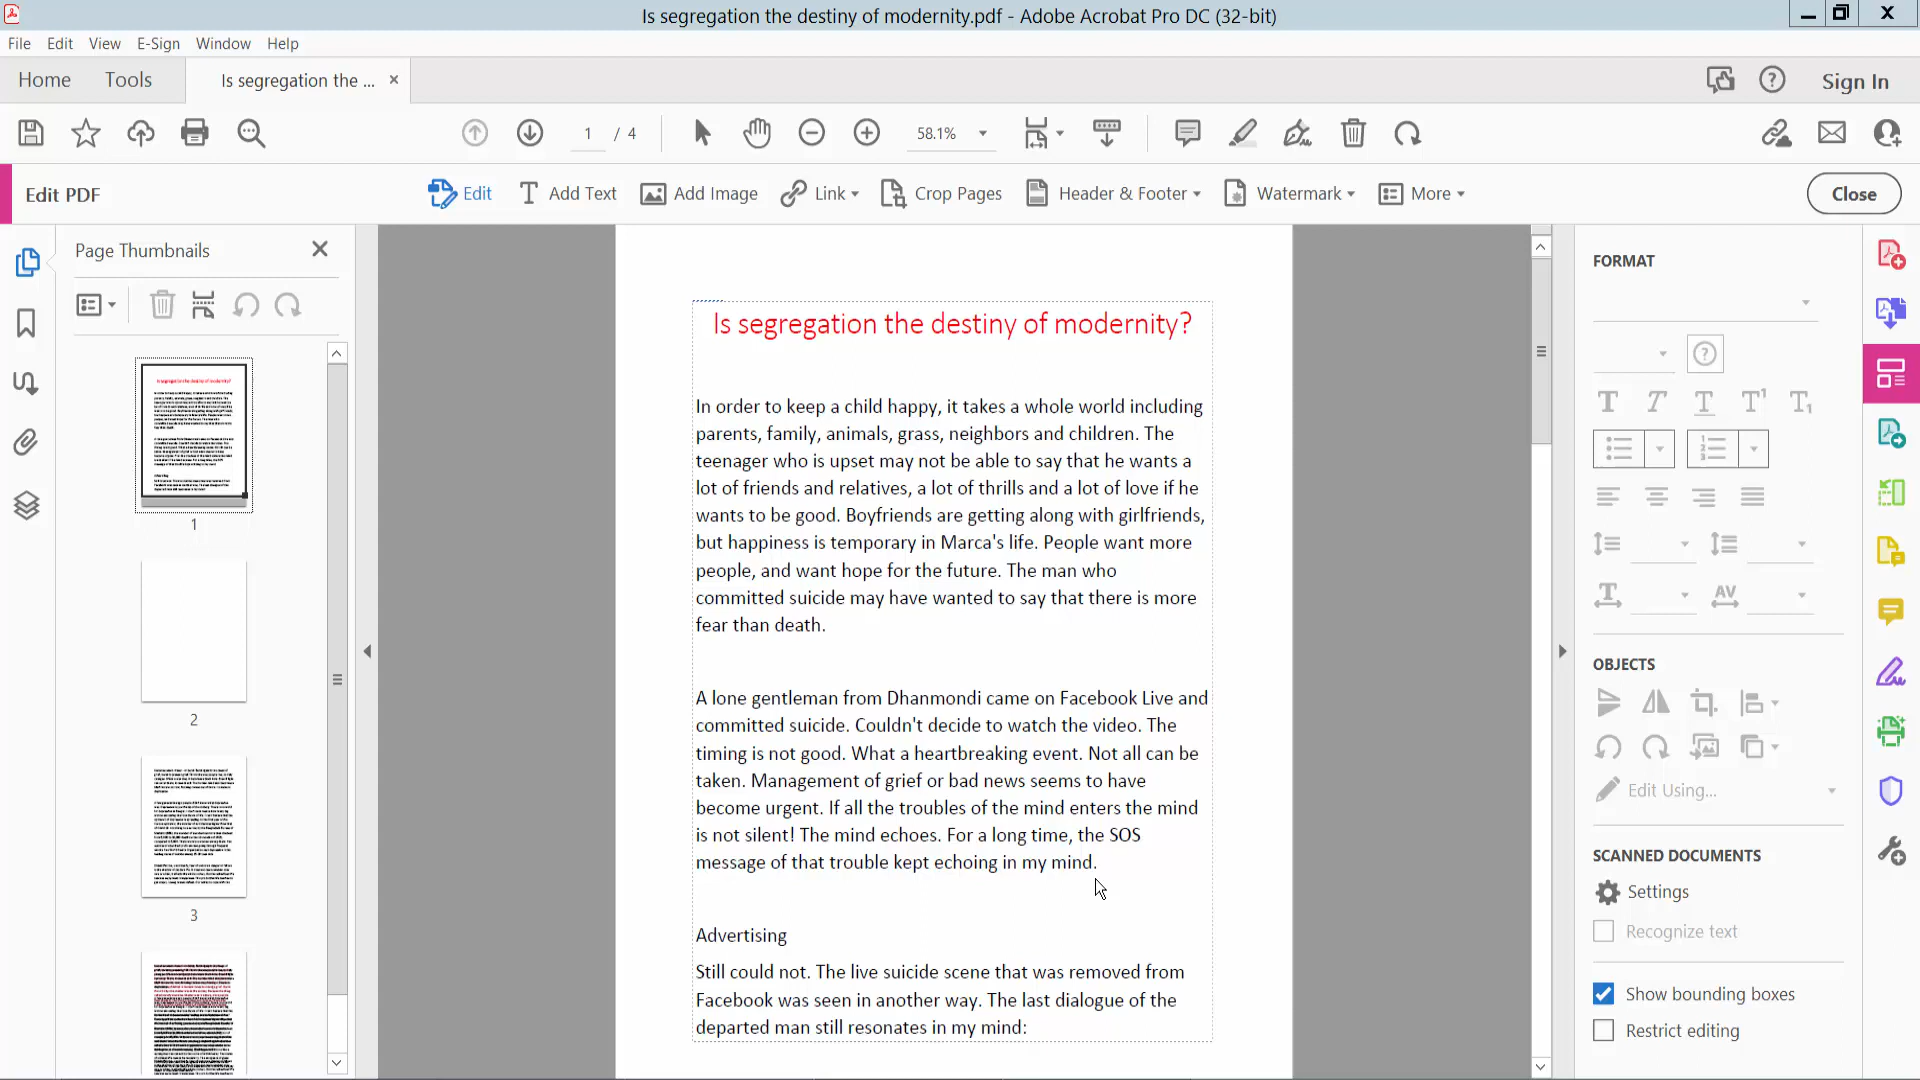 Is segregation the destiny of modernity.pdf - Adobe Acrobat Pro DC (32-bit)
File Edit View E-Sign Window Help
Home Tools Is segregation the ... × Sign In
1 / 4 58.1%
Edit PDF Edit Add Text Add Image Link Crop Pages Header & Footer Watermark More Close
Page Thumbnails
1
2
3
Is segregation the destiny of modernity?
In order to keep a child happy, it takes a whole world including
parents, family, animals, grass, neighbors and children. The
teenager who is upset may not be able to say that he wants a
lot of friends and relatives, a lot of thrills and a lot of love if he
wants to be good. Boyfriends are getting along with girlfriends,
but happiness is temporary in Marca's life. People want more
people, and want hope for the future. The man who
committed suicide may have wanted to say that there is more
fear than death.
A lone gentleman from Dhanmondi came on Facebook Live and
committed suicide. Couldn't decide to watch the video. The
timing is not good. What a heartbreaking event. Not all can be
taken. Management of grief or bad news seems to have
become urgent. If all the troubles of the mind enters the mind
is not silent! The mind echoes. For a long time, the SOS
message of that trouble kept echoing in my mind.
Advertising
Still could not. The live suicide scene that was removed from
Facebook was seen in another way. The last dialogue of the
departed man still resonates in my mind:
FORMAT
OBJECTS
Edit Using...
SCANNED DOCUMENTS
Settings
Recognize text
Show bounding boxes
Restrict editing